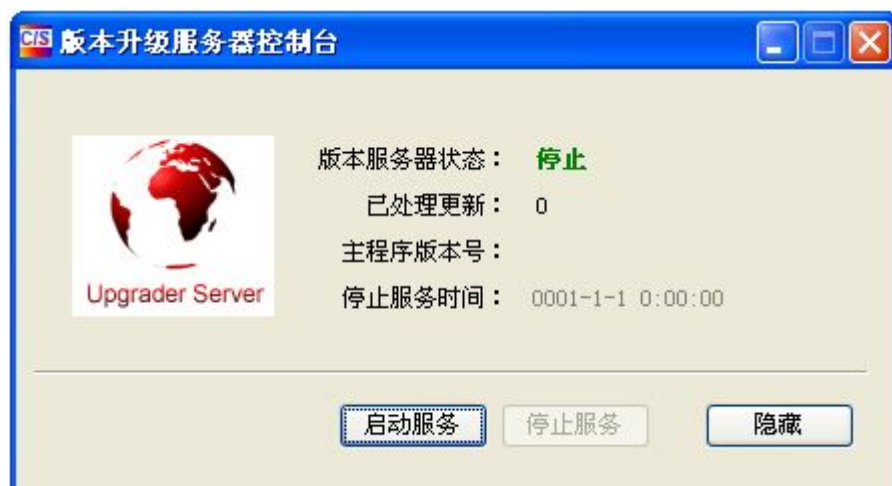 C/S 版本升级服务器控制台
版本服务器状态： 停止
已处理更新： 0
主程序版本号：
停止服务时间： 0001-1-1 0:00:00
Upgrader Server
启动服务 停止服务 隐藏